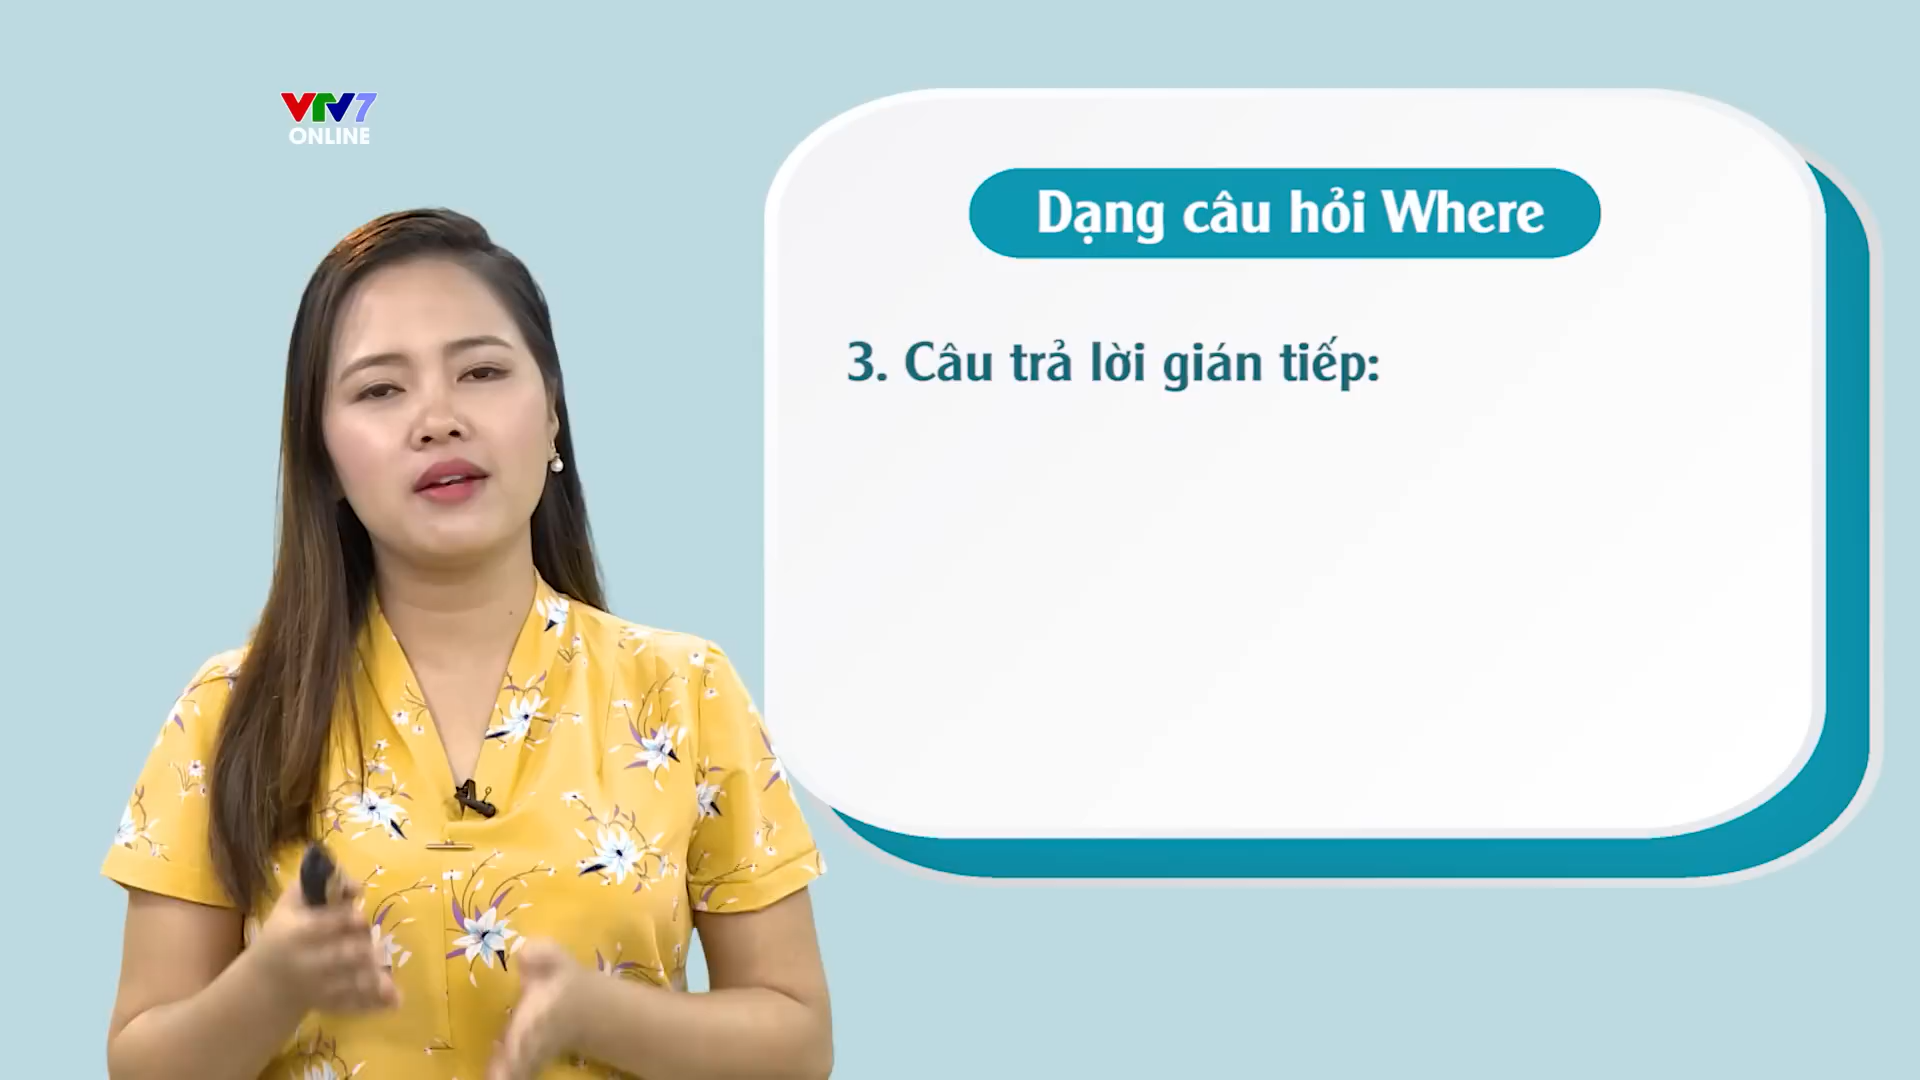 VTV7
ONLINE
Dạng câu hỏi Where
3. Câu trả lời gián tiếp: